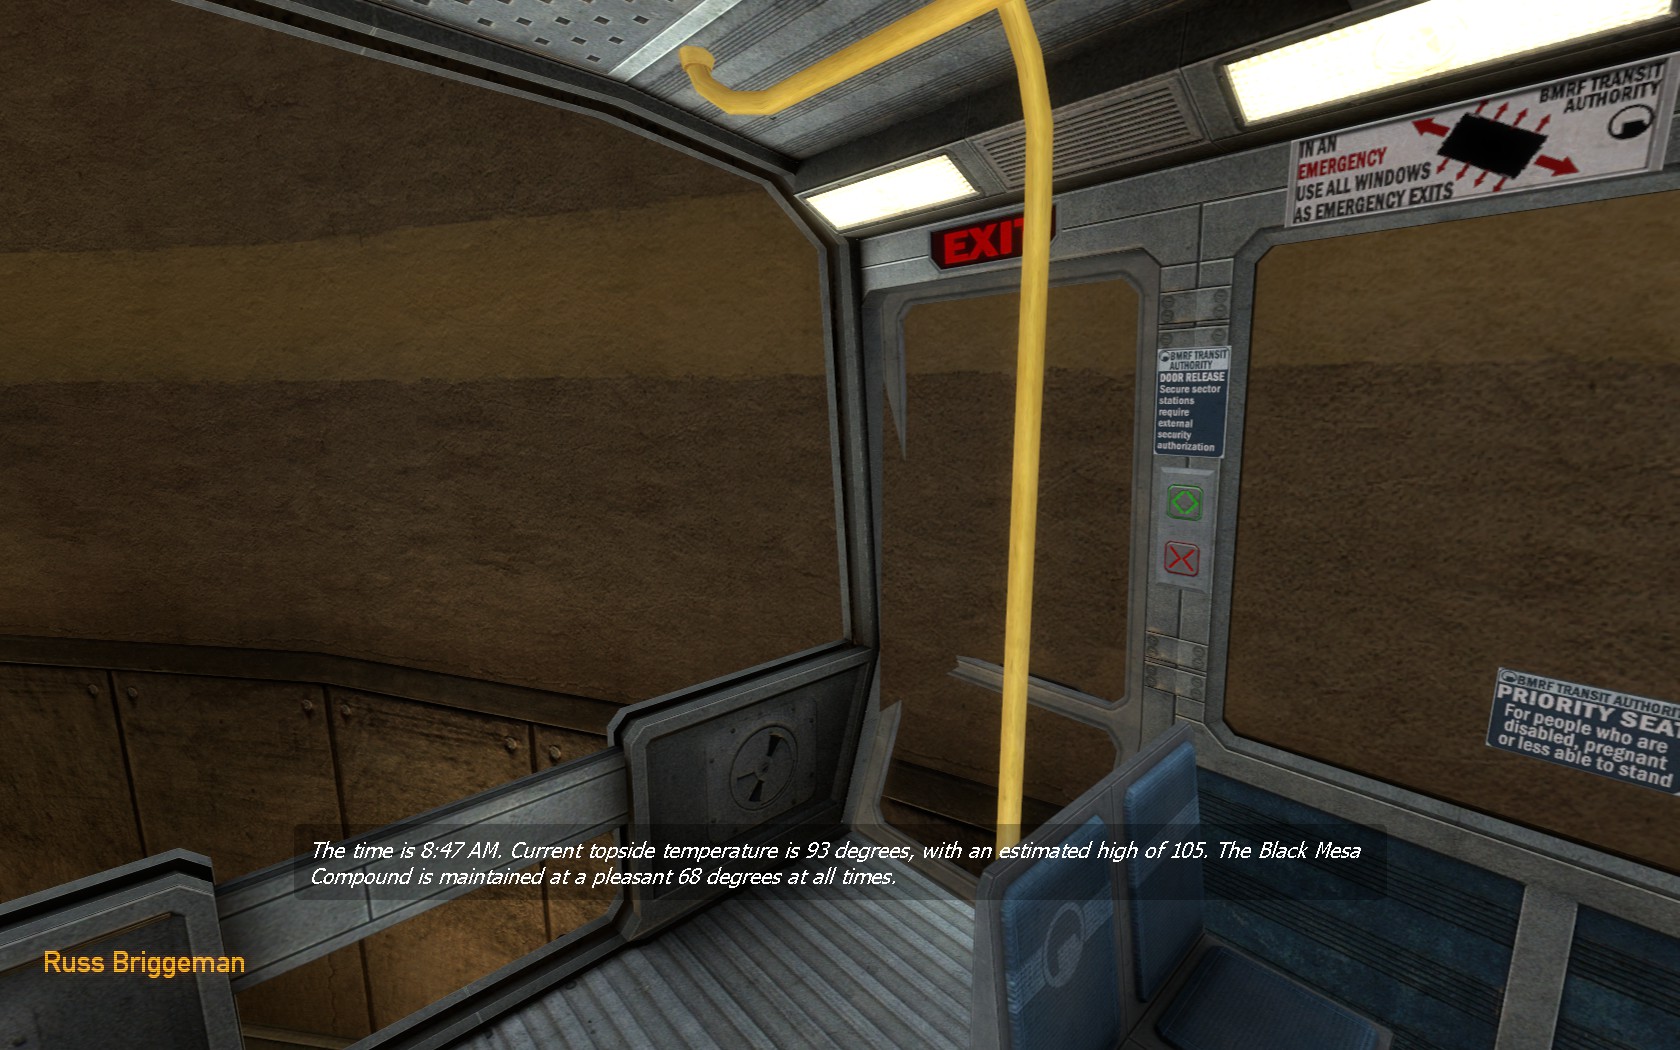 BMRF TRANSIT
AUTHORITY
IN AN
EMERGENCY
USE ALL WINDOWS
AS EMERGENCY EXITS
EXIT
BMRF TRANSIT
AUTHORITY
DOOR RELEASE
Secure sector
stations
require
external
security
authorization
BMRF TRANSIT AUTHORIT
PRIORITY SEAT
For people who are
disabled, pregnant
or less able to stand
The time is 8:47 AM. Current topside temperature is 93 degrees, with an estimated high of 105. The Black Mesa
Compound is maintained at a pleasant 68 degrees at all times.
Russ Briggeman